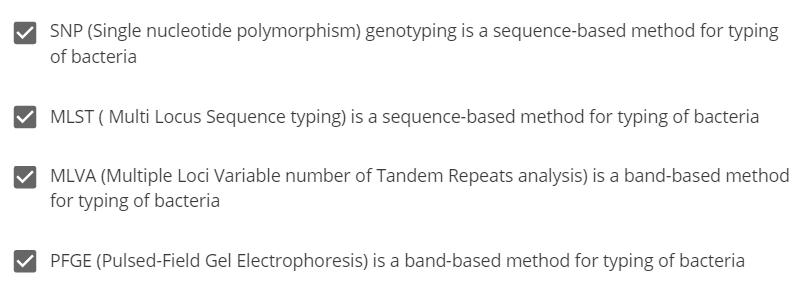 SNP (Single nucleotide polymorphism) genotyping is a sequence-based method for typing
of bacteria
MLST ( Multi Locus Sequence typing) is a sequence-based method for typing of bacteria
MLVA (Multiple Loci Variable number of Tandem Repeats analysis) is a band-based method
for typing of bacteria
PFGE (Pulsed-Field Gel Electrophoresis) is a band-based method for typing of bacteria